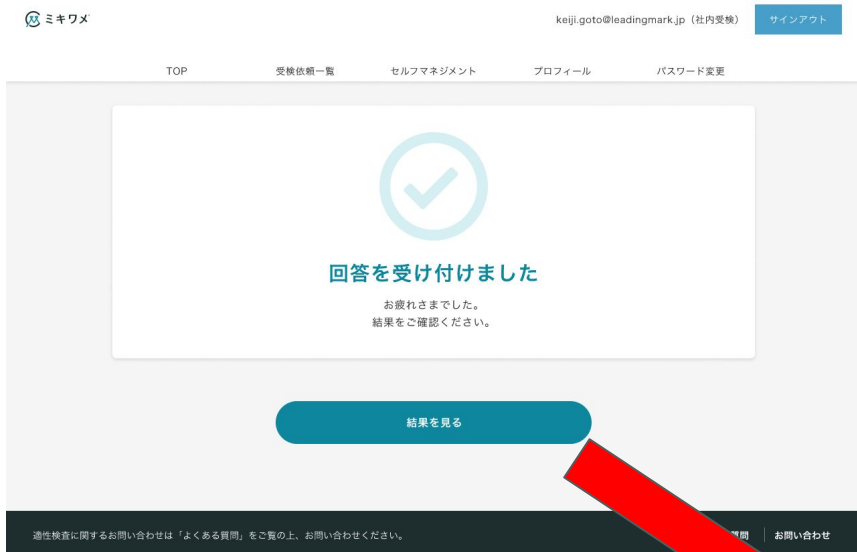 ミキワメ
keiji.goto@leadingmark.jp（社内受検）
サインアウト
TOP
受検依頼一覧
セルフマネジメント
プロフィール
パスワード変更
回答を受け付けました
お疲れさまでした。
結果をご確認ください。
結果を見る
適性検査に関するお問い合わせは「よくある質問」をご覧の上、お問い合わせください。
質問
お問い合わせ